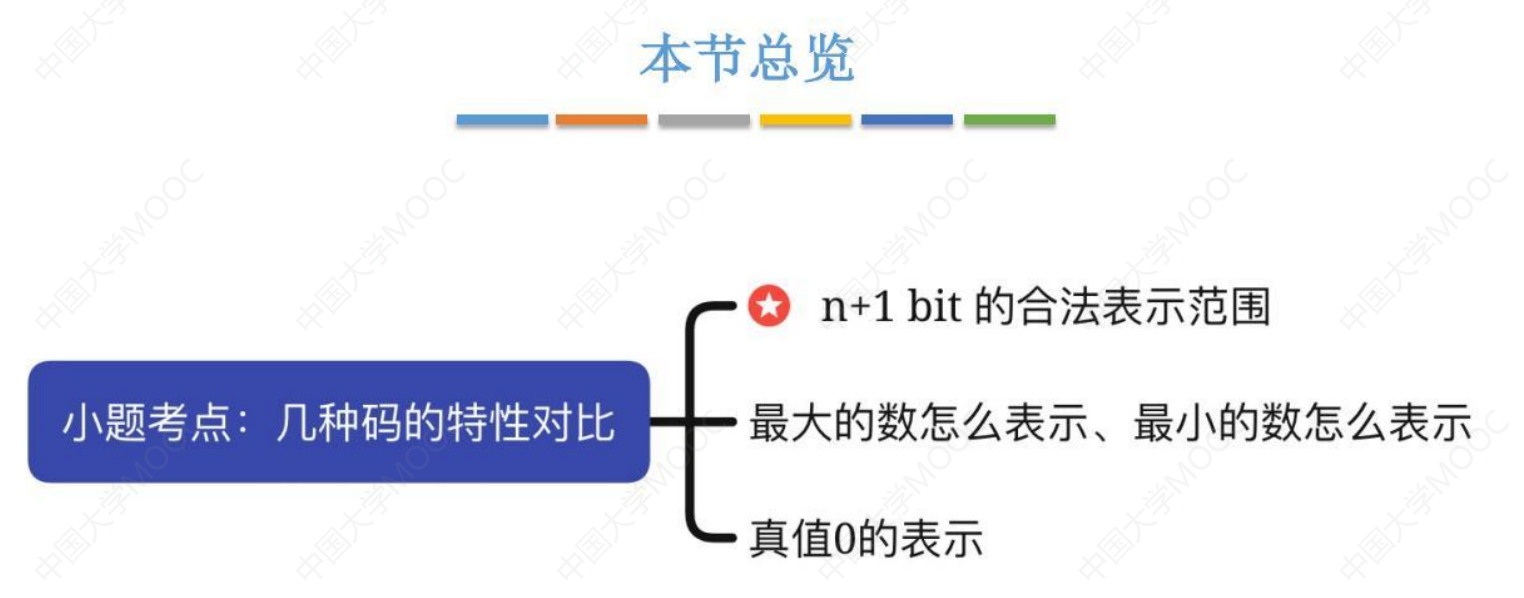 本节总览
n+1 bit 的合法表示范围
小题考点：几种码的特性对比
最大的数怎么表示、最小的数怎么表示
真值0的表示
中国大学MOOC